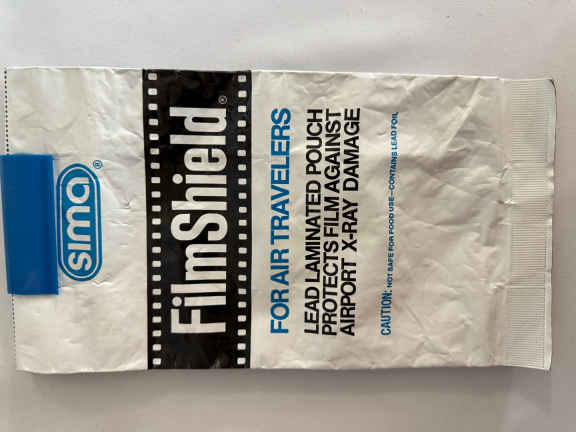 sima®
FilmShield®
FOR AIR TRAVELERS
LEAD LAMINATED POUCH
PROTECTS FILM AGAINST
AIRPORT X-RAY DAMAGE
CAUTION: NOT SAFE FOR FOOD USE—CONTAINS LEAD FOIL